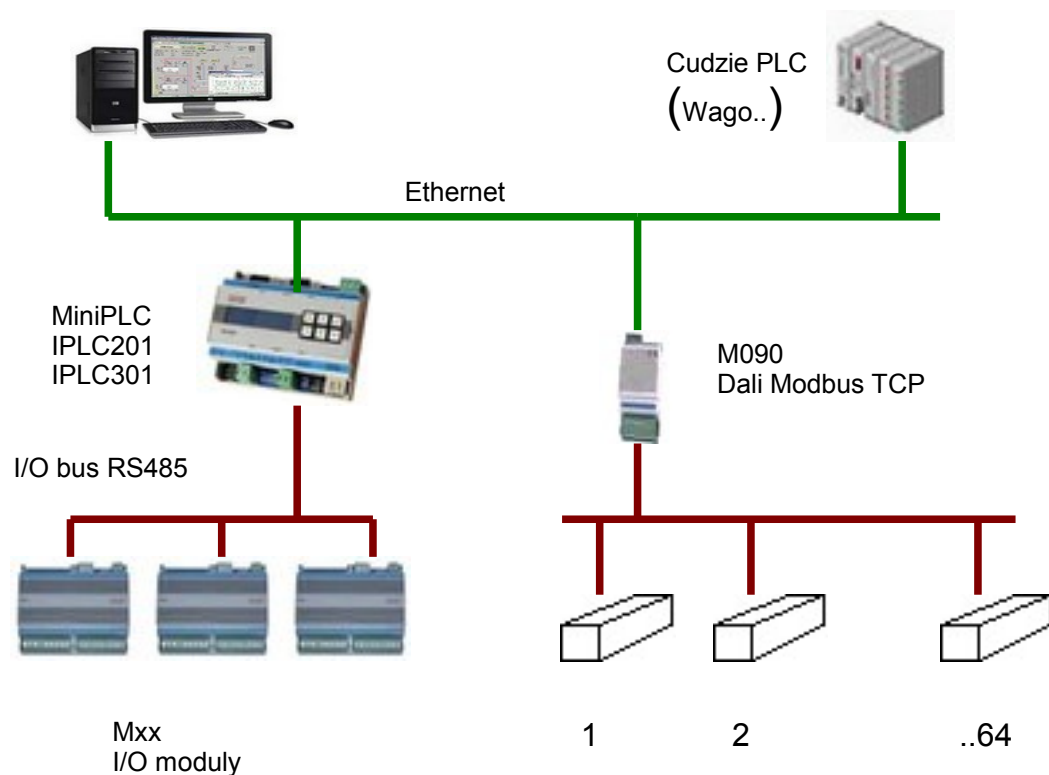 Cudzie PLC
(Wago..)
Ethernet
MiniPLC
IPLC201
IPLC301
M090
Dali Modbus TCP
I/O bus RS485
Mxx
I/O moduly
1
2
..64